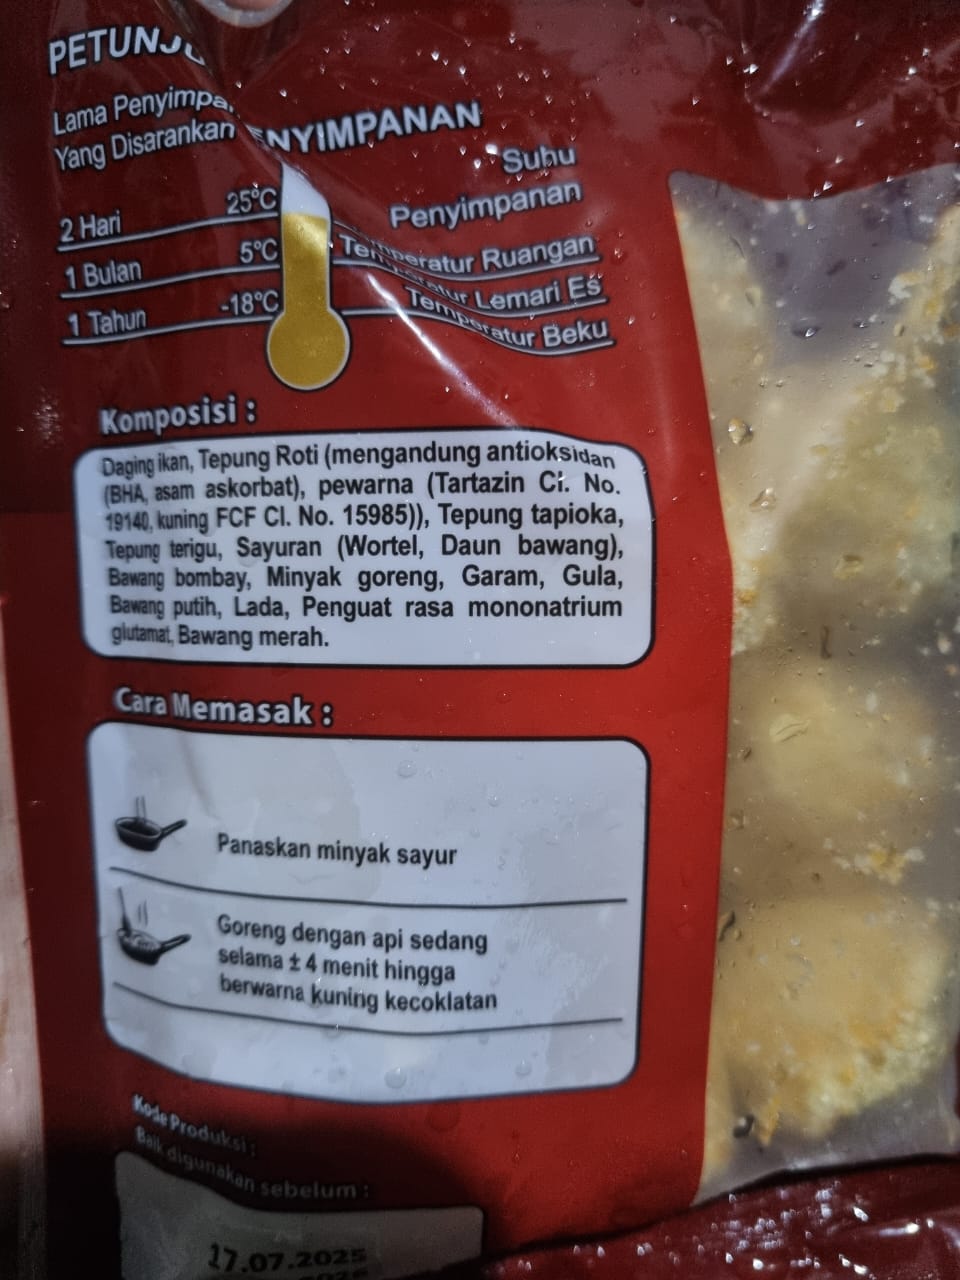 PETUNJU
NYIMPANAN
Lama Penyimpa
Yang Disarankan
Suhu
Penyimpanan
2 Hari 25°C Temperatur Ruangan
1 Bulan 5°C Temperatur Lemari Es
1 Tahun -18°C Temperatur Beku
Komposisi :
Daging ikan, Tepung Roti (mengandung antioksidan
(BHA, asam askorbat), pewarna (Tartazin Ci. No.
19140, kuning FCF CI. No. 15985)), Tepung tapioka,
Tepung terigu, Sayuran (Wortel, Daun bawang),
Bawang bombay, Minyak goreng, Garam, Gula,
Bawang putih, Lada, Penguat rasa mononatrium
glutamat, Bawang merah.
Cara Memasak :
Panaskan minyak sayur
Goreng dengan api sedang
selama ± 4 menit hingga
berwarna kuning kecoklatan
Kode Produksi :
Baik digunakan sebelum :
17.07.2025